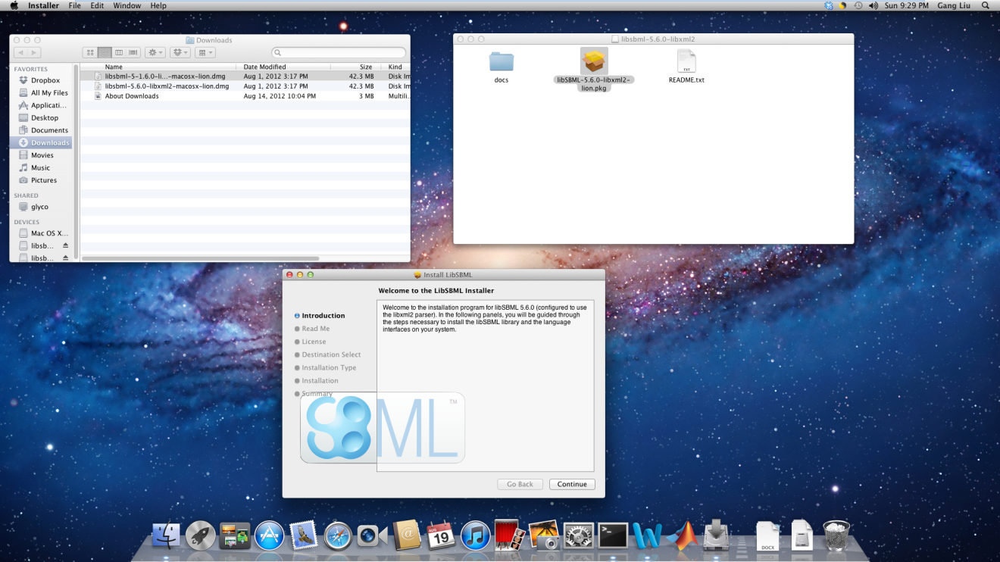 Installer File Edit Window Help
Sun 9:29 PM Gang Liu
Downloads
Name Date Modified Size Kind
libsbml-5-1.6.0-li...-macosx-lion.dmg Aug 1, 2012 3:17 PM 42.3 MB Disk Im
libsbml-5.6.0-libxml2-macosx-lion.dmg Aug 1, 2012 3:17 PM 42.3 MB Disk Im
About Downloads Aug 14, 2012 10:04 PM 3 MB Multili...
FAVORITES
Dropbox
All My Files
Applicati...
Desktop
Documents
Downloads
Movies
Music
Pictures
SHARED
glyco
DEVICES
Mac OS X...
libsb...
libsb...
libsbml-5.6.0-libxml2
docs
libSBML-5.6.0-libxml2-
lion.pkg
README.txt
TXT
Install LibSBML
Welcome to the LibSBML Installer
Introduction
Read Me
License
Destination Select
Installation Type
Installation
Summary
Welcome to the installation program for libSBML 5.6.0 (configured to use
the libxml2 parser). In the following panels, you will be guided through
the steps necessary to install the libSBML library and the language
interfaces on your system.
SBML TM
Go Back Continue
AUG
19
DOCX